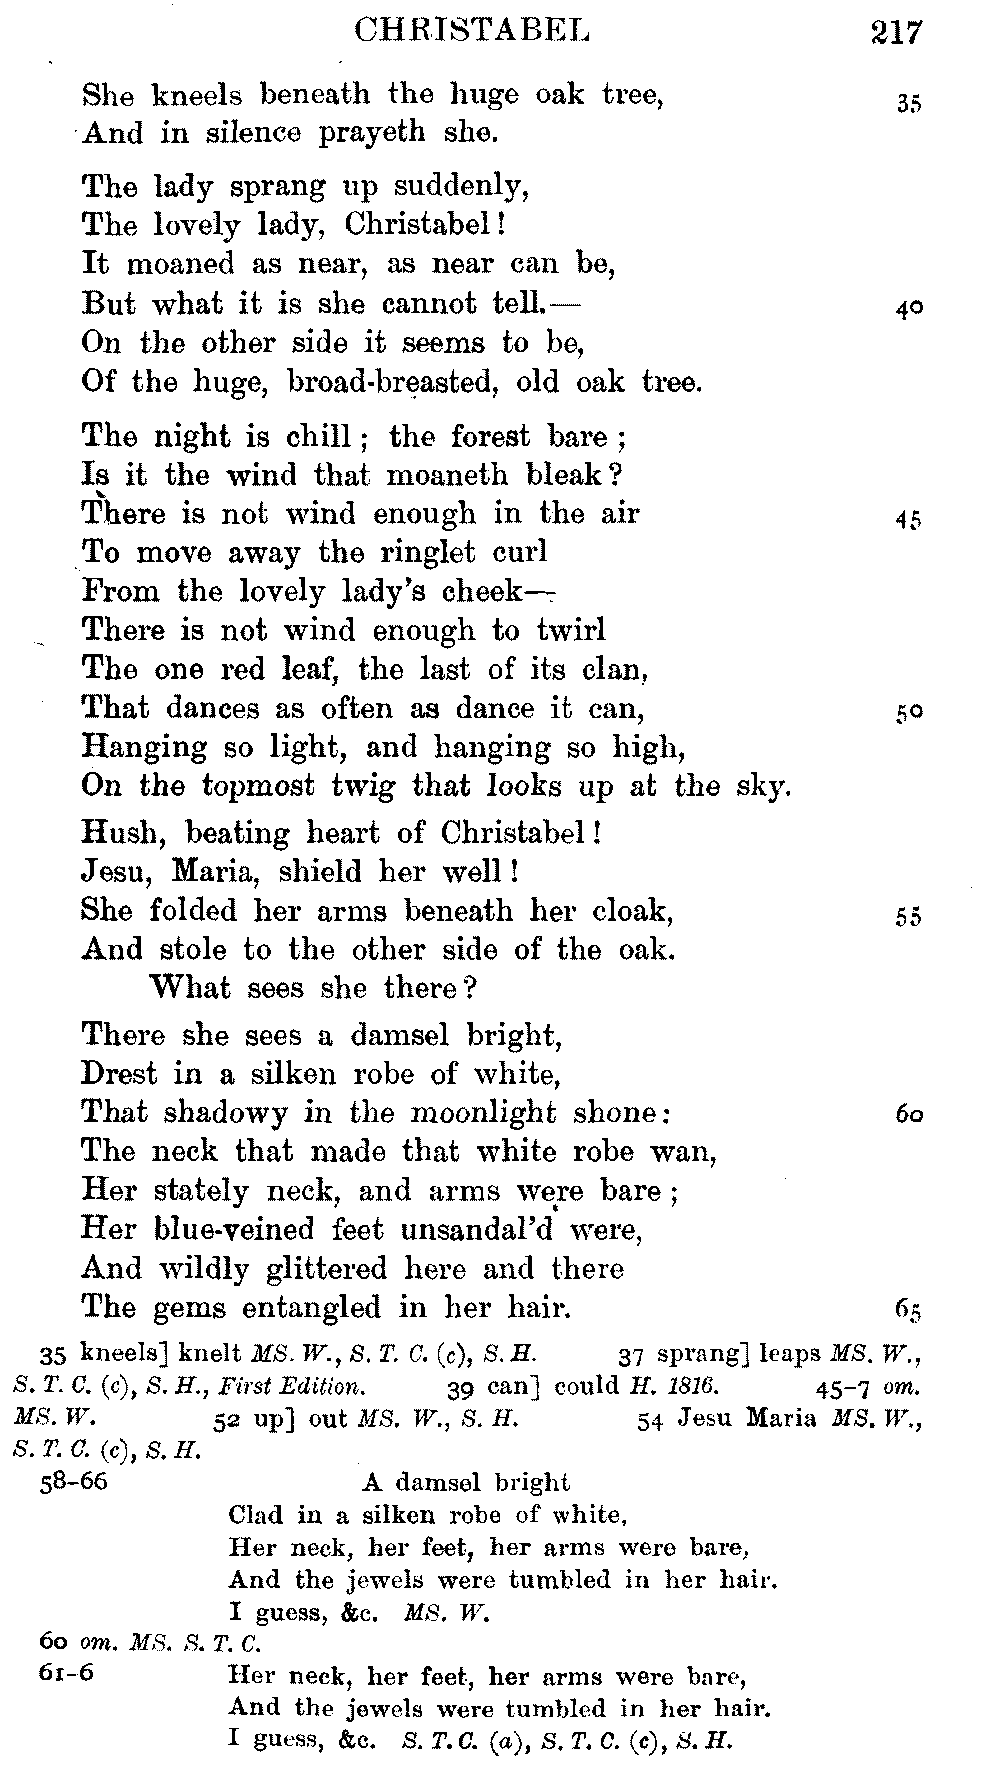 CHRISTABEL 217
She kneels beneath the huge oak tree, 35
And in silence prayeth she.
The lady sprang up suddenly,
The lovely lady, Christabel!
It moaned as near, as near can be,
But what it is she cannot tell.— 40
On the other side it seems to be,
Of the huge, broad-breasted, old oak tree.
The night is chill; the forest bare;
Is it the wind that moaneth bleak?
There is not wind enough in the air 45
To move away the ringlet curl
From the lovely lady's cheek—
There is not wind enough to twirl
The one red leaf, the last of its clan,
That dances as often as dance it can, 50
Hanging so light, and hanging so high,
On the topmost twig that looks up at the sky.
Hush, beating heart of Christabel!
Jesu, Maria, shield her well!
She folded her arms beneath her cloak, 55
And stole to the other side of the oak.
What sees she there?
There she sees a damsel bright,
Drest in a silken robe of white,
That shadowy in the moonlight shone: 60
The neck that made that white robe wan,
Her stately neck, and arms were bare;
Her blue-veined feet unsandal'd were,
And wildly glittered here and there
The gems entangled in her hair. 65
35 kneels] knelt MS. W., S. T. C. (c), S. H. 37 sprang] leaps MS. W.,
S. T. C. (c), S. H., First Edition. 39 can] could H. 1816. 45-7 om.
MS. W. 52 up] out MS. W., S. H. 54 Jesu Maria MS. W.,
S. T. C. (c), S. H.
58-66 A damsel bright
Clad in a silken robe of white,
Her neck, her feet, her arms were bare,
And the jewels were tumbled in her hair.
I guess, &c. MS. W.
60 om. MS. S. T. C.
61-6 Her neck, her feet, her arms were bare,
And the jewels were tumbled in her hair.
I guess, &c. S. T. C. (a), S. T. C. (c), S. H.